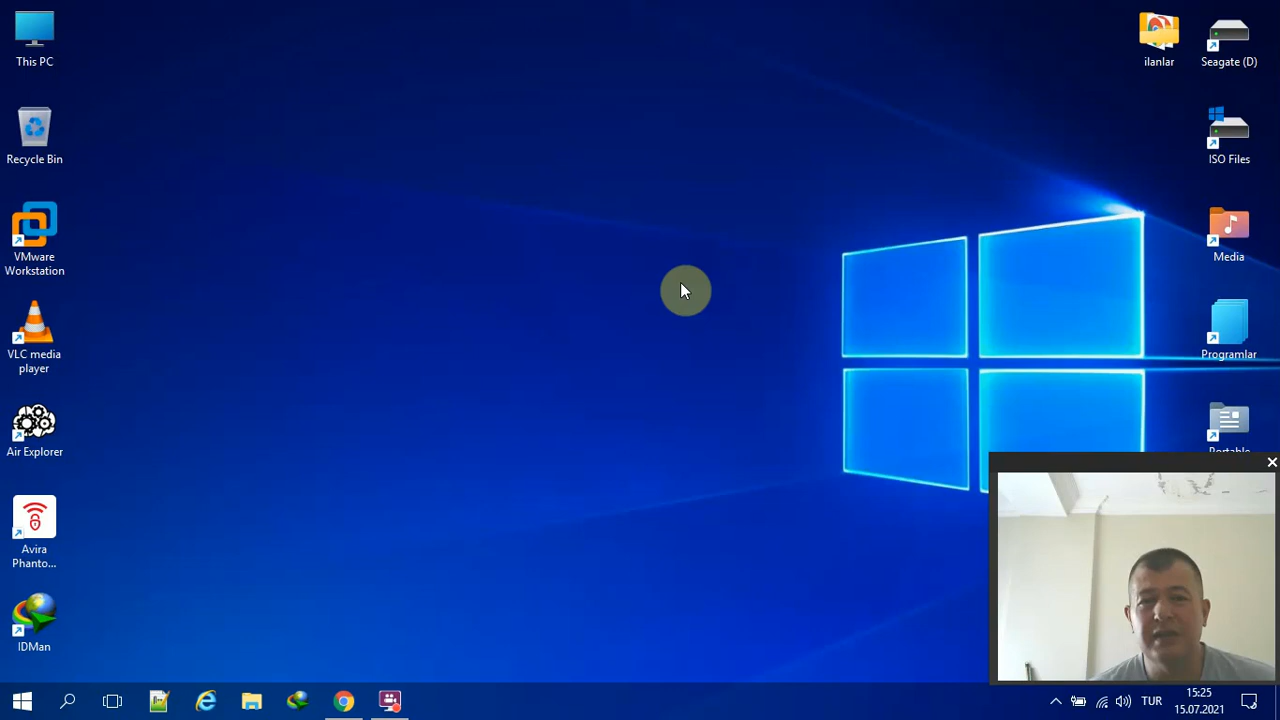 This PC
Recycle Bin
VMware
Workstation
VLC media
player
Air Explorer
Avira
Phanto...
IDMan
ilanlar
Seagate (D)
ISO Files
Media
Programlar
Portable
TUR
15:25
15.07.2021